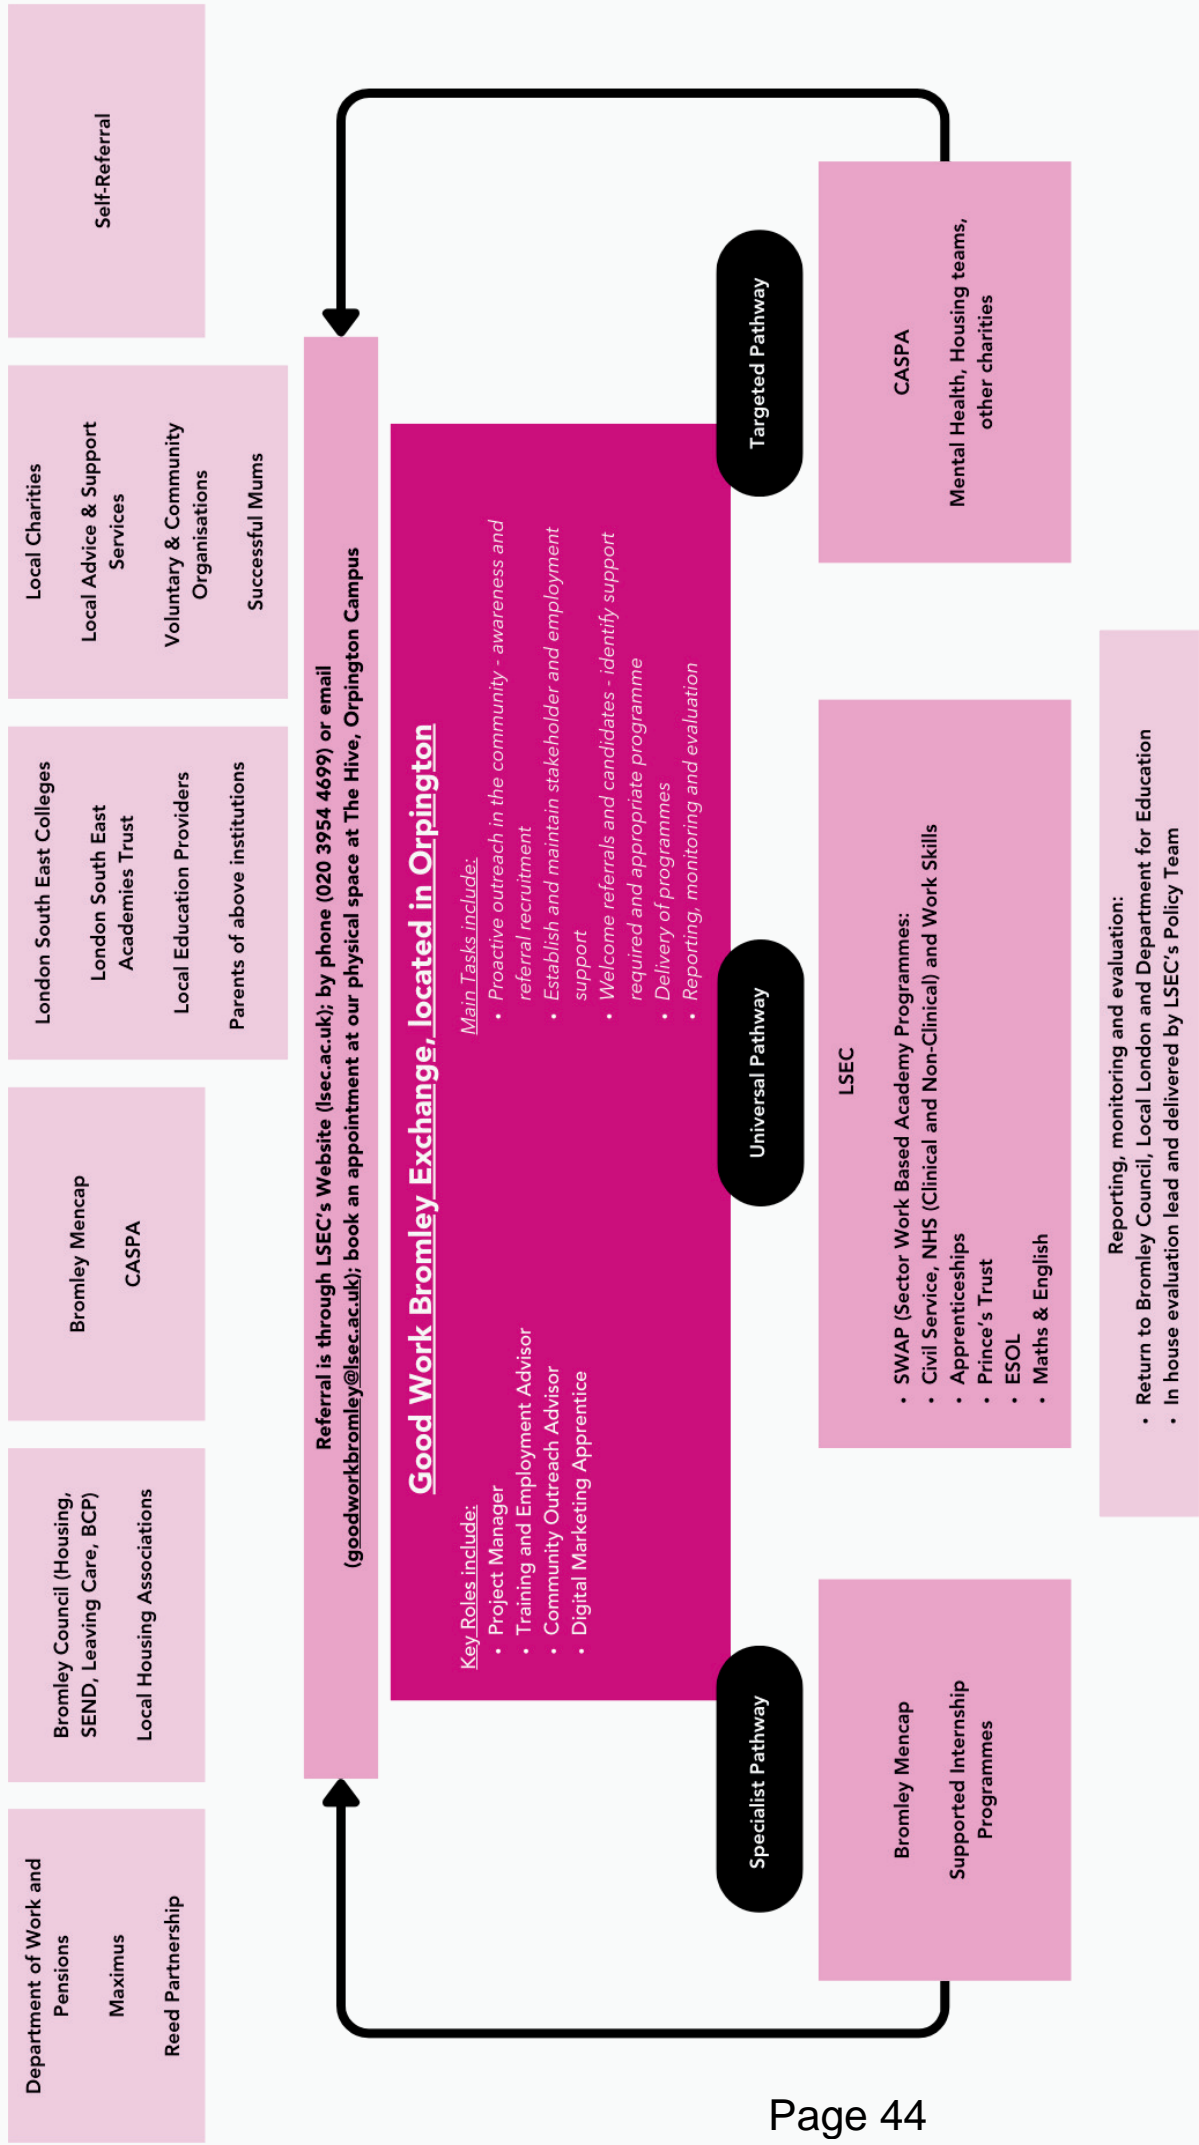 Department of Work and
Pensions
Maximus
Reed Partnership
Bromley Council (Housing,
SEND, Leaving Care, BCP)
Local Housing Associations
Bromley Mencap
CASPA
London South East Colleges
London South East
Academies Trust
Local Education Providers
Parents of above institutions
Local Charities
Local Advice & Support
Services
Voluntary & Community
Organisations
Successful Mums
Self-Referral
Referral is through LSEC's Website (lsec.ac.uk); by phone (020 3954 4699) or email
(goodworkbromley@lsec.ac.uk); book an appointment at our physical space at The Hive, Orpington Campus
Good Work Bromley Exchange, located in Orpington
Key Roles include:
• Project Manager
• Training and Employment Advisor
• Community Outreach Advisor
• Digital Marketing Apprentice
Main Tasks include:
• Proactive outreach in the community - awareness and
referral recruitment
• Establish and maintain stakeholder and employment
support
• Welcome referrals and candidates - identify support
required and appropriate programme
• Delivery of programmes
• Reporting, monitoring and evaluation
Specialist Pathway
Universal Pathway
Targeted Pathway
Bromley Mencap
Supported Internship
Programmes
LSEC
• SWAP (Sector Work Based Academy Programmes:
• Civil Service, NHS (Clinical and Non-Clinical) and Work Skills
• Apprenticeships
• Prince's Trust
• ESOL
• Maths & English
CASPA
Mental Health, Housing teams,
other charities
Reporting, monitoring and evaluation:
• Return to Bromley Council, Local London and Department for Education
• In house evaluation lead and delivered by LSEC's Policy Team
Page 44